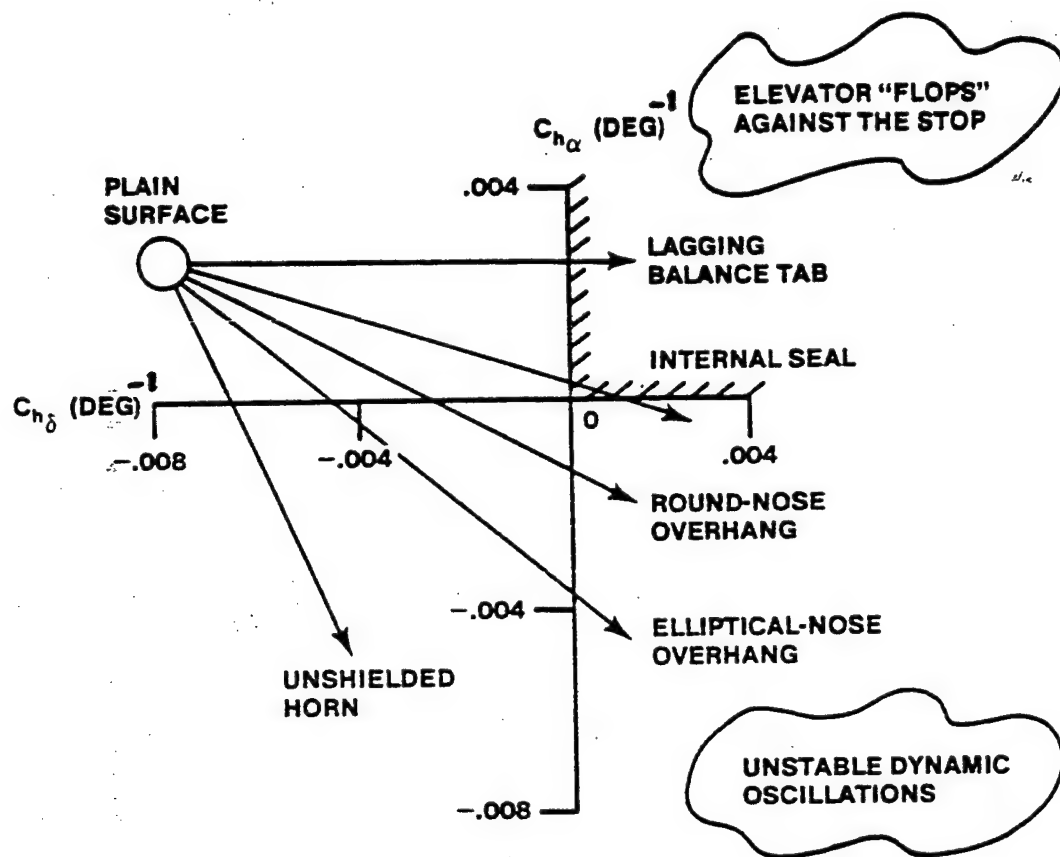 ELEVATOR "FLOPS"
AGAINST THE STOP
C_hα (DEG)^-1
PLAIN
SURFACE
.004
LAGGING
BALANCE TAB
INTERNAL SEAL
C_hδ (DEG)^-1
-.008
-.004
0
.004
ROUND-NOSE
OVERHANG
-.004
ELLIPTICAL-NOSE
OVERHANG
UNSHIELDED
HORN
UNSTABLE DYNAMIC
OSCILLATIONS
-.008